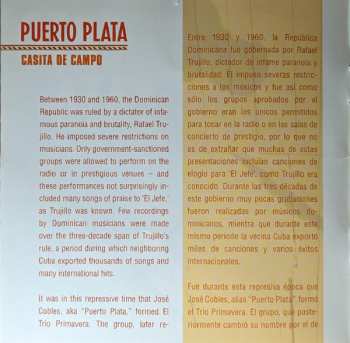 PUERTO PLATA
CASITA DE CAMPO
Between 1930 and 1960, the Dominican
Republic was ruled by a dictator of infa-
mous paranoia and brutality, Rafael Tru-
jillo. He imposed severe restrictions on
musicians. Only government-sanctioned
groups were allowed to perform on the
radio or in prestigious venues – and
these performances not surprisingly in-
cluded many songs of praise to "El Jefe,"
as Trujillo was known. Few recordings
by Dominican musicians were made
over the three-decade span of Trujillo's
rule, a period during which neighboring
Cuba exported thousands of songs and
many international hits.
It was in this repressive time that José
Cobles, aka "Puerto Plata," formed El
Trío Primavera. The group, later re-
Entre 1930 y 1960, la República
Dominicana fue gobernada por Rafael
Trujillo, dictador de infame paranoia y
brutalidad. El impuso severas restric-
ciones a los músicos y fue así como
sólo los grupos aprobados por el
gobierno eran los únicos permitidos
para tocar en la radio o en las salas de
concierto de prestigio, por lo que no
es de extrañar que muchas de estas
presentaciones incluían canciones de
elogio para "El Jefe", como Trujillo era
conocido. Durante las tres décadas de
este gobierno muy pocas grabaciones
fueron realizadas por músicos do-
minicanos, mientra que durante este
mismo período la vecina Cuba exportó
miles de canciones y varios éxitos
internacionales.
Fue durante esta represiva época que
José Cobles, alias "Puerto Plata," formó
el Trío Primavera. El grupo, que poste-
riormente cambió su nombre por el de